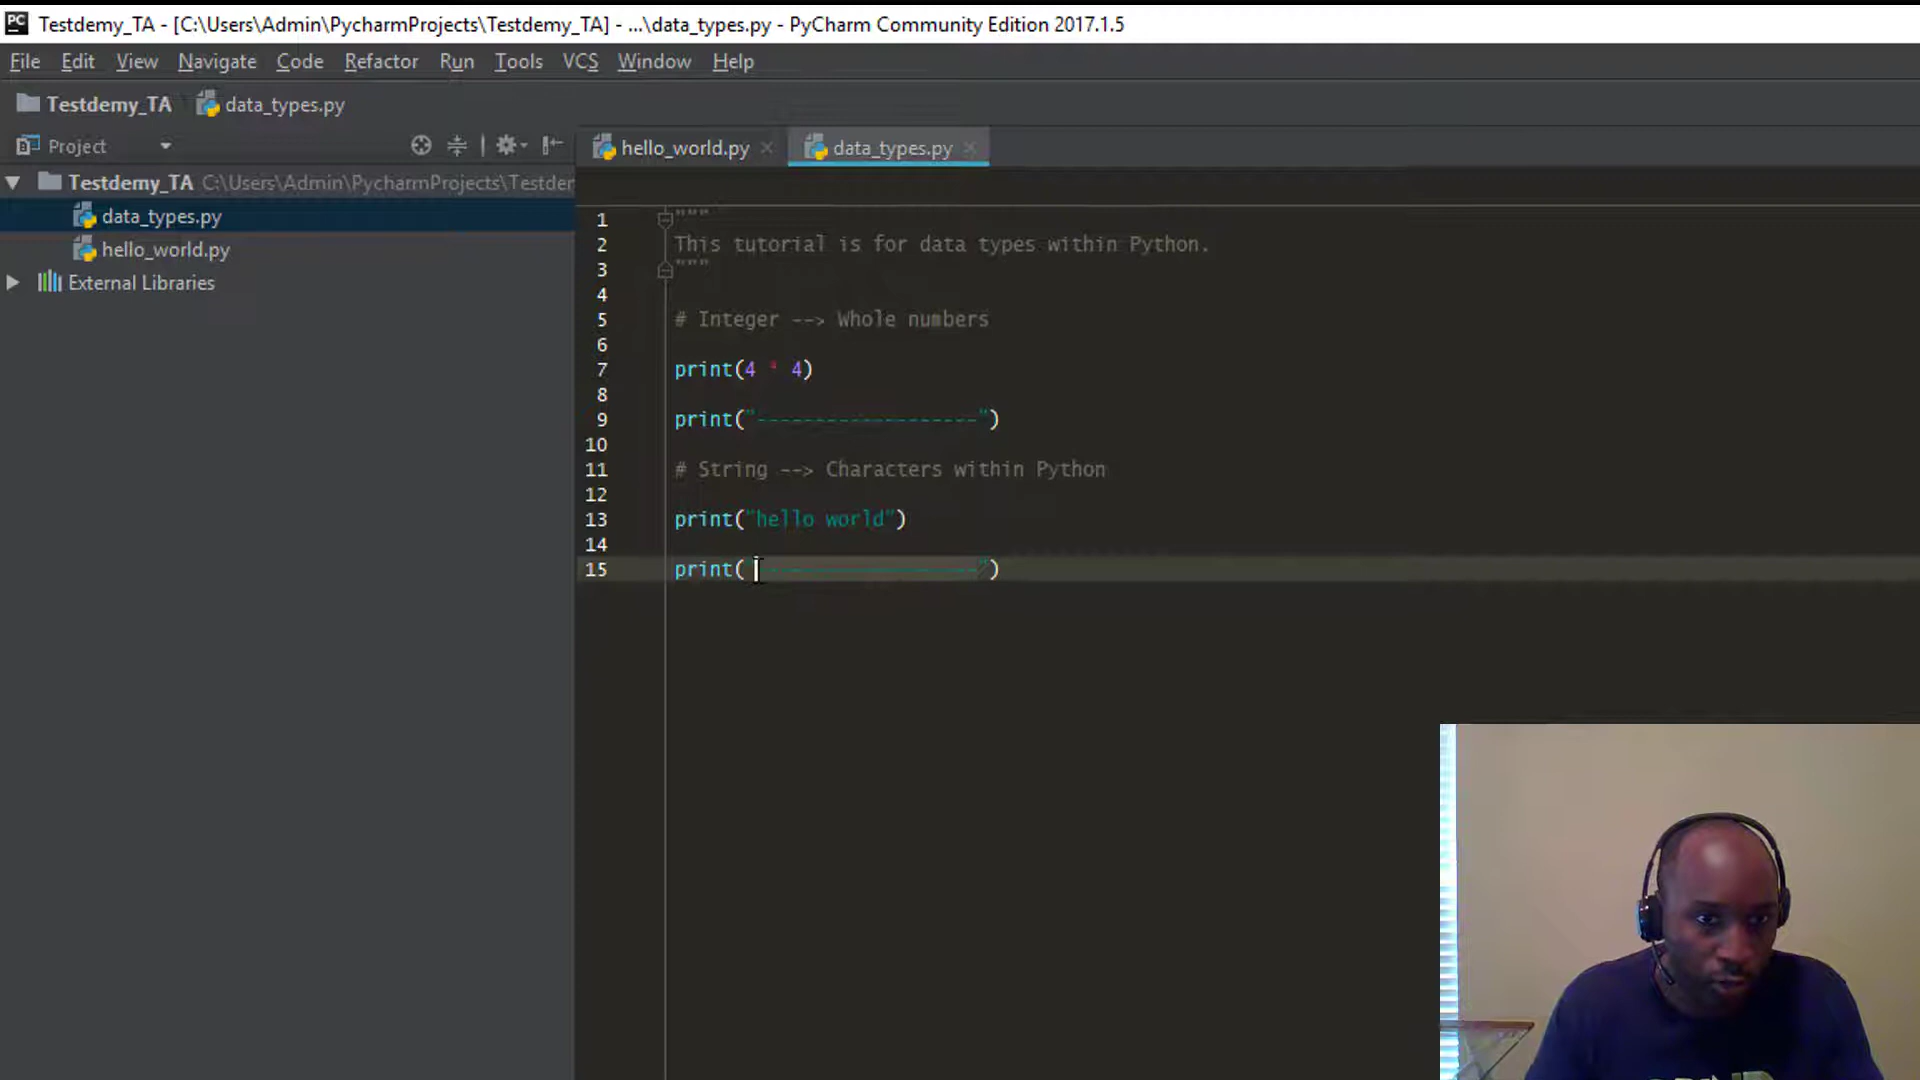 Testdemy_TA - [C:\Users\Admin\PycharmProjects\Testdemy_TA] - ...\data_types.py - PyCharm Community Edition 2017.1.5
File Edit View Navigate Code Refactor Run Tools VCS Window Help
Testdemy_TA data_types.py
Project
hello_world.py data_types.py
Testdemy_TA C:\Users\Admin\PycharmProjects\Testder
data_types.py
hello_world.py
External Libraries
1 """
2 This tutorial is for data types within Python.
3 """
4
5 # Integer --> Whole numbers
6
7 print(4 * 4)
8
9 print("-------------------")
10
11 # String --> Characters within Python
12
13 print("hello world")
14
15 print("-------------------")